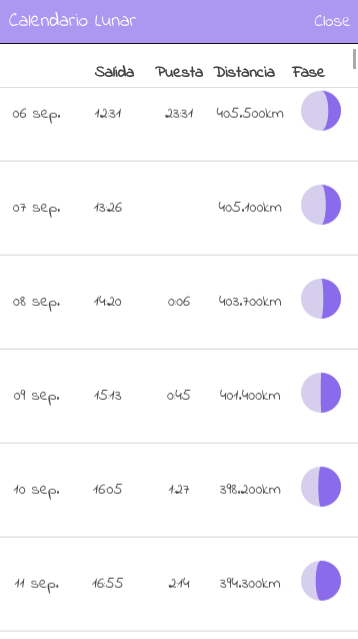 Calendario Lunar Close
Salida Puesta Distancia Fase
06 sep. 12:31 23:31 405.500km
07 sep. 13:26 405.100km
08 sep. 14:20 0:06 403.700km
09 sep. 15:13 0:45 401.400km
10 sep. 16:05 1:27 398.200km
11 sep. 16:55 2:14 394.300km